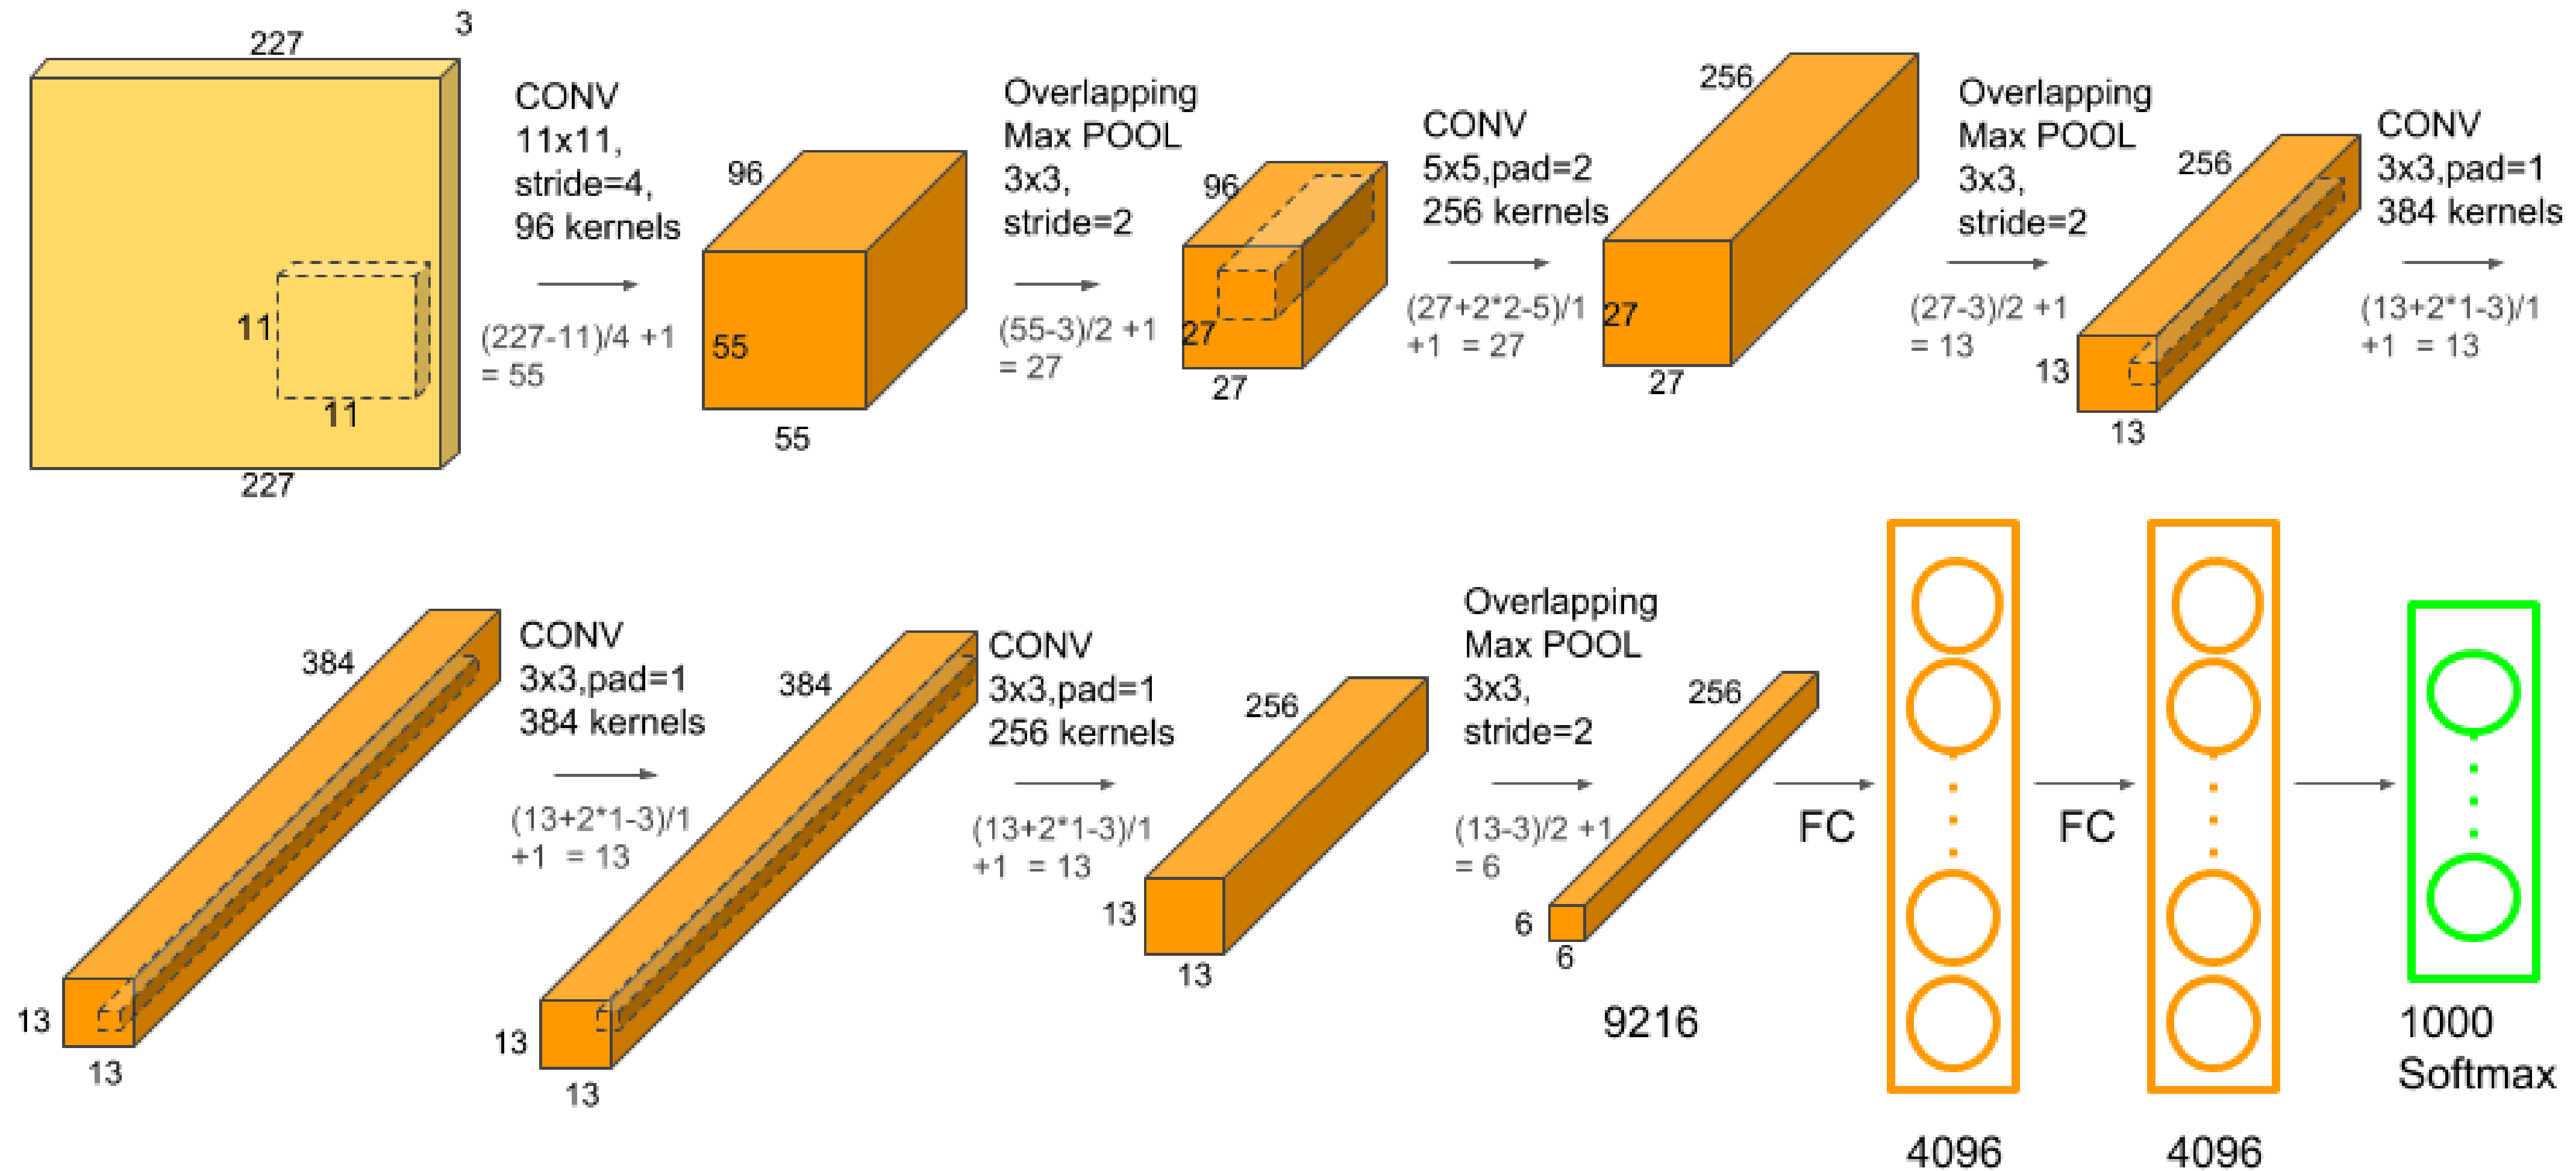 227
3
11
11
227
CONV
11x11,
stride=4,
96 kernels
(227-11)/4 +1
= 55
96
55
55
Overlapping
Max POOL
3x3,
stride=2
(55-3)/2 +1
= 27
96
27
27
CONV
5x5,pad=2
256 kernels
(27+2*2-5)/1
+1 = 27
256
27
27
Overlapping
Max POOL
3x3,
stride=2
(27-3)/2 +1
= 13
256
13
13
CONV
3x3,pad=1
384 kernels
(13+2*1-3)/1
+1 = 13
384
13
13
CONV
3x3,pad=1
384 kernels
(13+2*1-3)/1
+1 = 13
384
13
13
CONV
3x3,pad=1
256 kernels
(13+2*1-3)/1
+1 = 13
256
13
13
Overlapping
Max POOL
3x3,
stride=2
(13-3)/2 +1
= 6
256
6
6
9216
FC
4096
FC
4096
1000
Softmax